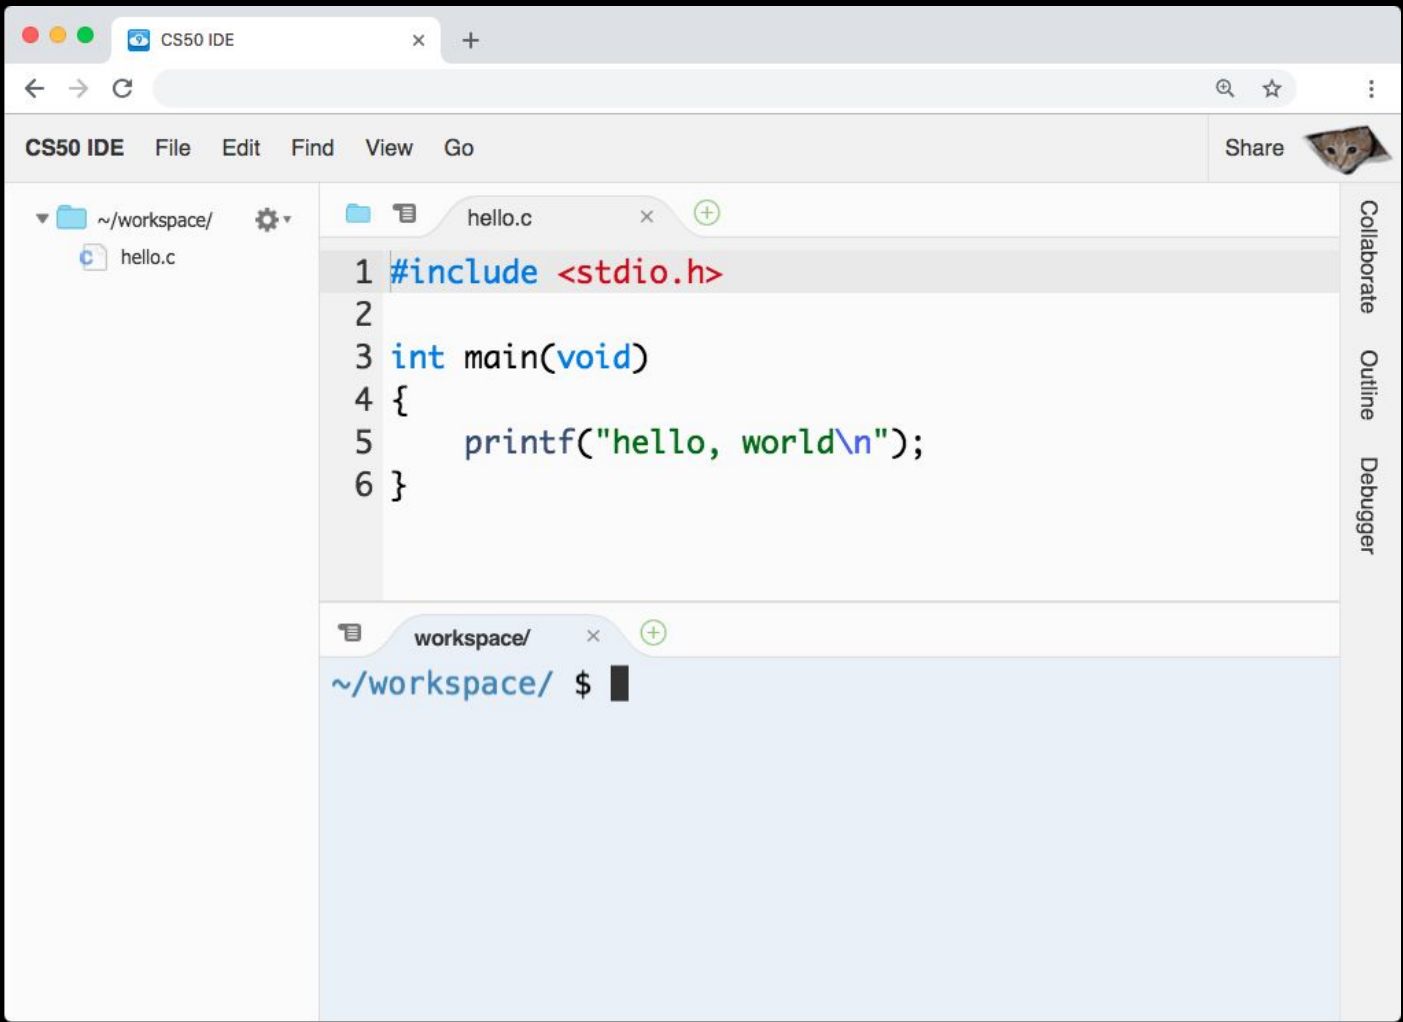 CS50 IDE
CS50 IDE File Edit Find View Go Share
~/workspace/
hello.c
hello.c
1 #include <stdio.h>
2
3 int main(void)
4 {
5     printf("hello, world\n");
6 }
workspace/
~/workspace/ $
Collaborate
Outline
Debugger